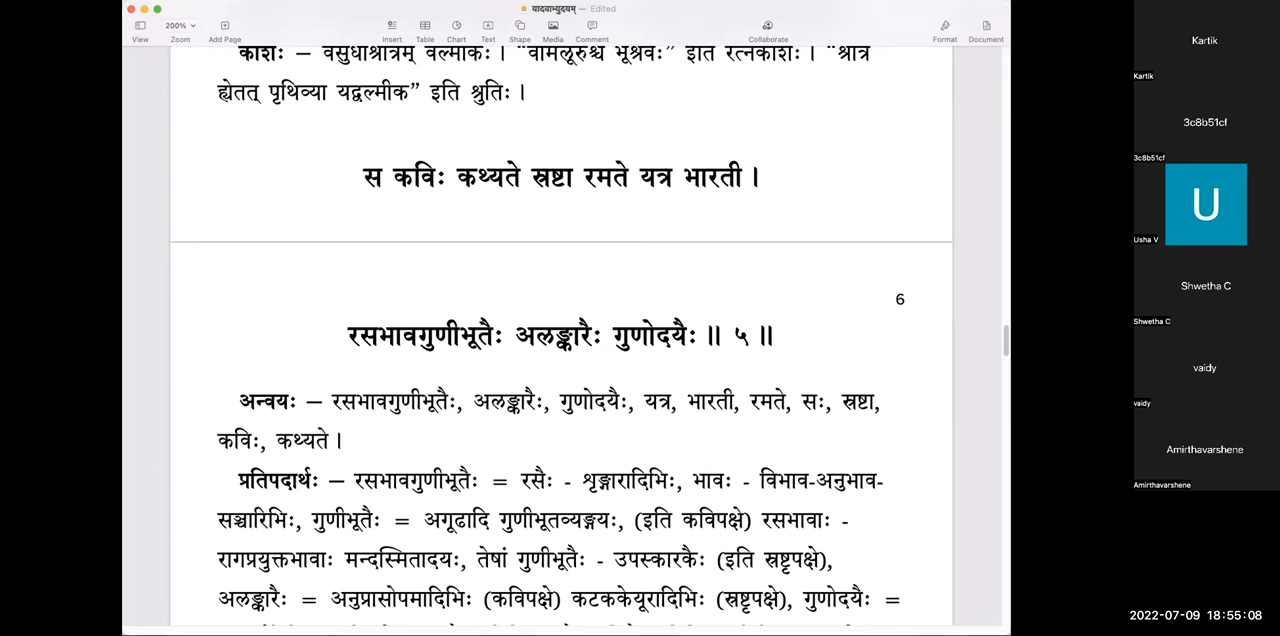 यादवाभ्युदयम् — Edited
200%
View Zoom Add Page Insert Table Chart Text Shape Media Comment Collaborate Format Document
कोशः – वसुधाश्रोत्रम् वल्मीकः । “वामलूरुश्च भूश्रवः” इति रत्नकोशः । “श्रोत्रं
ह्येतत् पृथिव्या यद्वल्मीक” इति श्रुतिः ।
स कविः कथ्यते स्रष्टा रमते यत्र भारती ।
6
रसभावगुणीभूतैः अलङ्कारैः गुणोदयैः ॥ ५ ॥
अन्वयः – रसभावगुणीभूतैः, अलङ्कारैः, गुणोदयैः, यत्र, भारती, रमते, सः, स्रष्टा,
कविः, कथ्यते ।
प्रतिपदार्थः – रसभावगुणीभूतैः = रसैः - शृङ्गारादिभिः, भावः - विभाव-अनुभाव-
सञ्चारिभिः, गुणीभूतैः = अगूढादि गुणीभूतव्यङ्ग्यः, (इति कविपक्षे) रसभावाः -
रागप्रयुक्तभावाः मन्दस्मितादयः, तेषां गुणीभूतैः - उपस्कारकैः (इति स्रष्टृपक्षे),
अलङ्कारैः = अनुप्रासोपमादिभिः (कविपक्षे) कटककेयूरादिभिः (स्रष्टृपक्षे), गुणोदयैः =
Kartik
Kartik
3c8b51cf
3c8b51cf
U
Usha V
Shwetha C
Shwetha C
vaidy
vaidy
Amirthavarshene
Amirthavarshene
2022-07-09 18:55:08